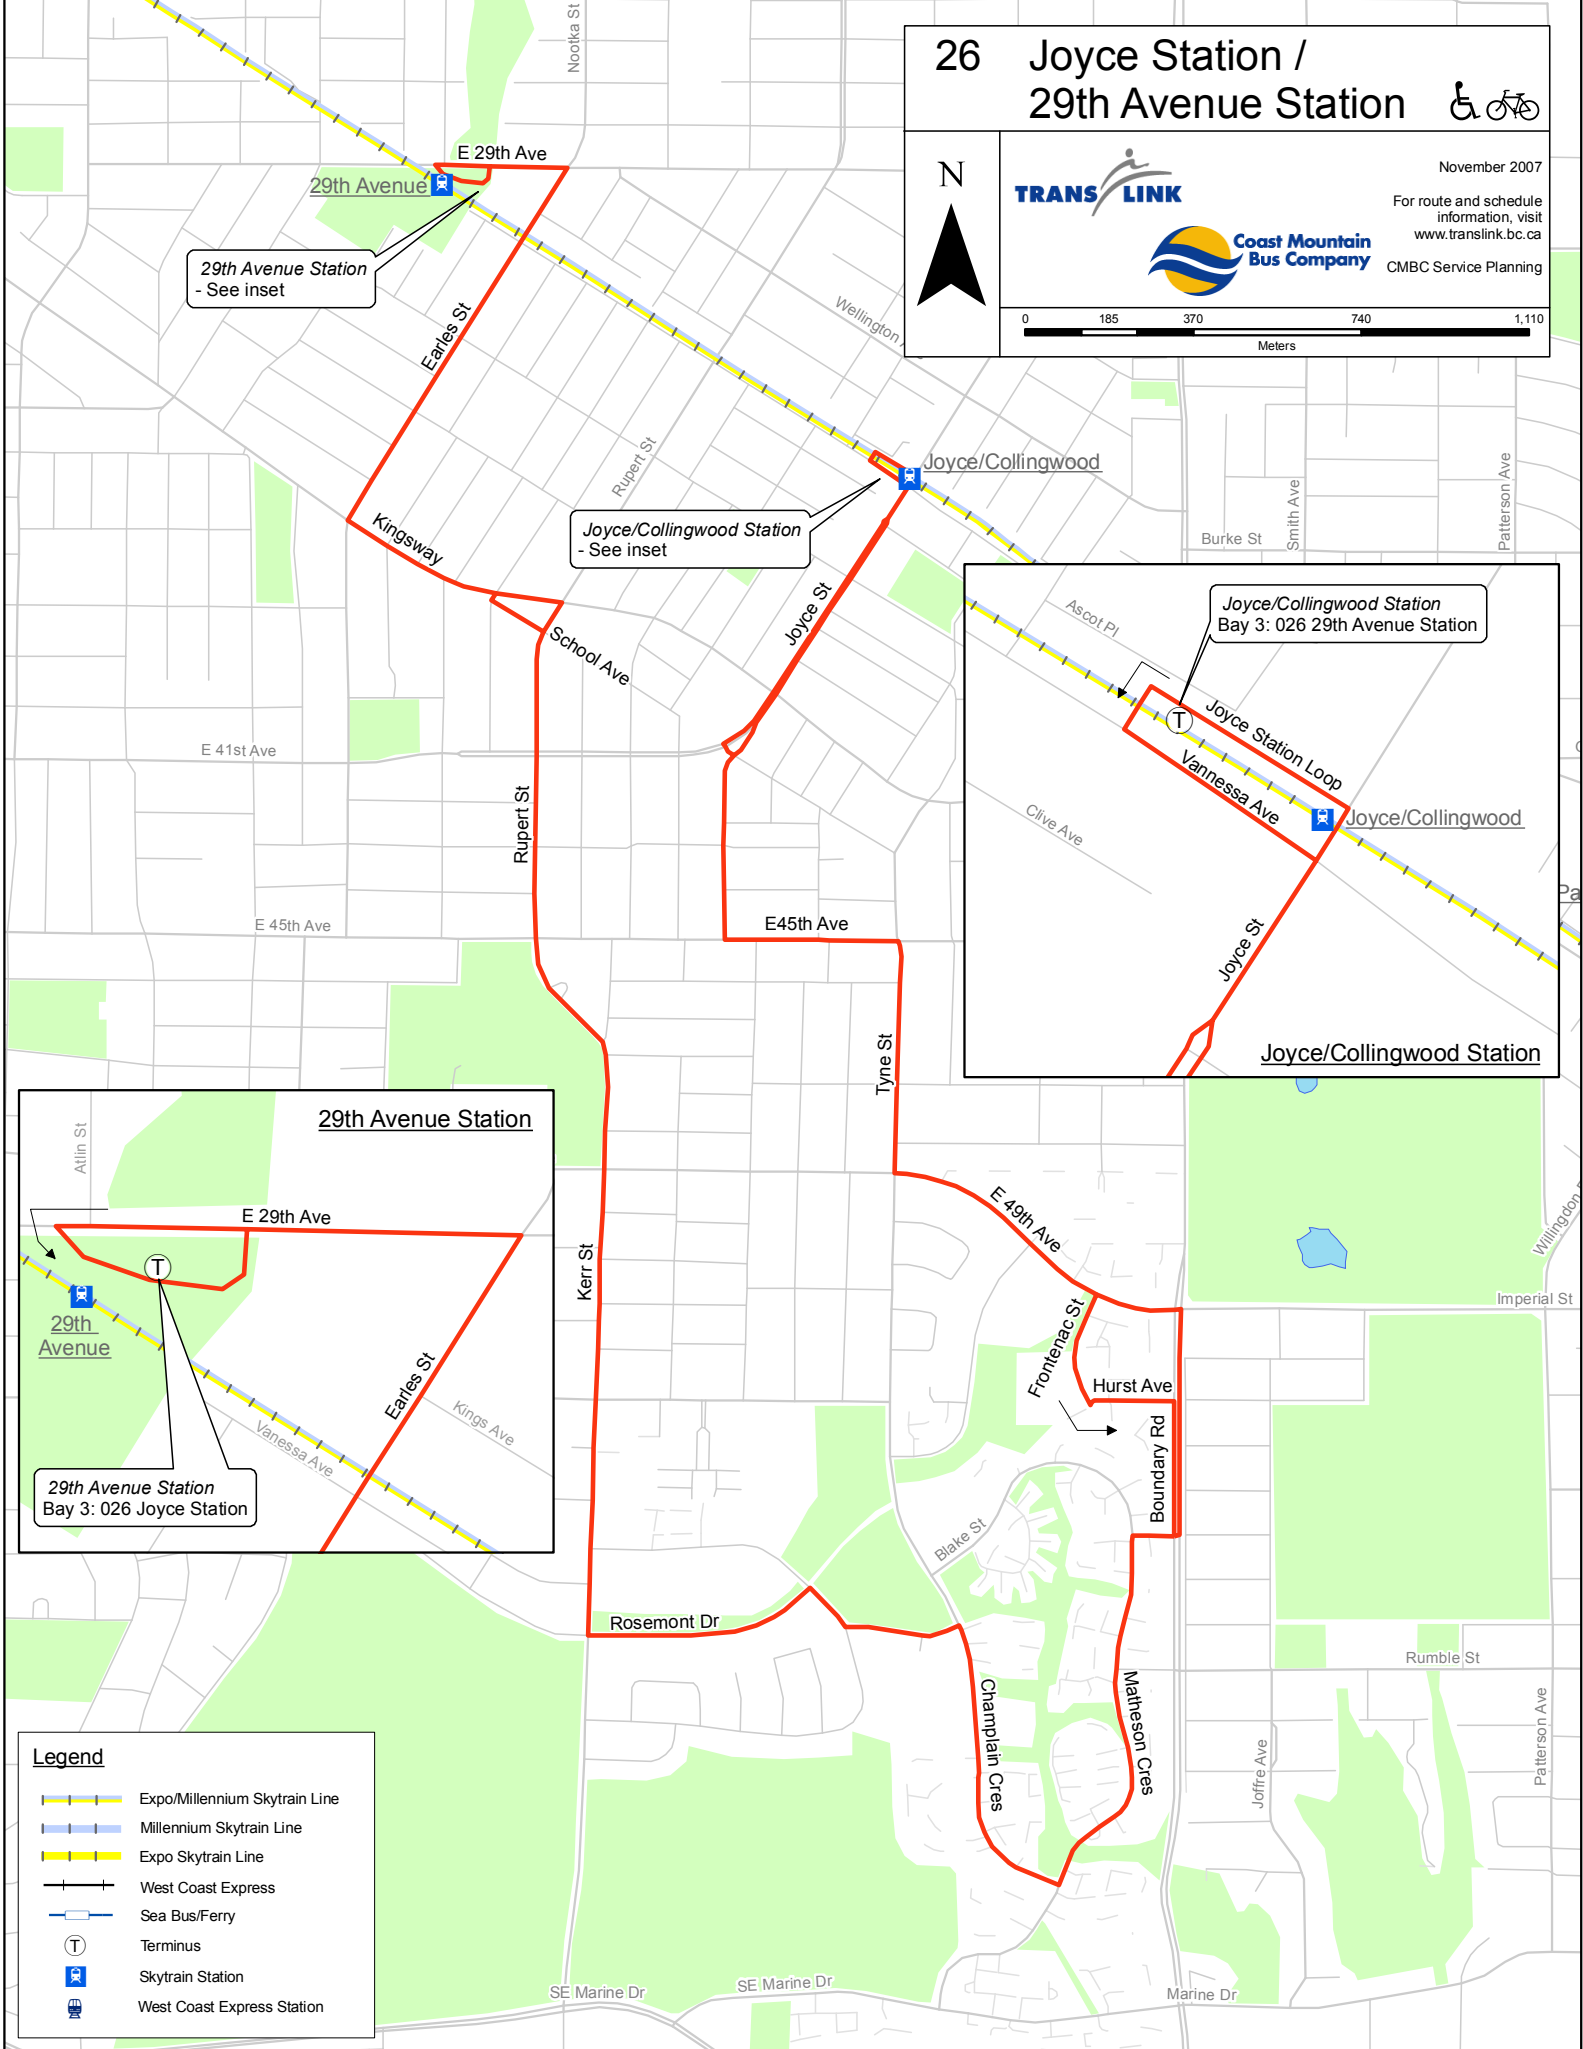 26 Joyce Station /
29th Avenue Station
N
TRANS LINK
Coast Mountain
Bus Company
November 2007
For route and schedule
information, visit
www.translink.bc.ca
CMBC Service Planning
0 185 370 740 1,110
Meters
Nootka St
E 29th Ave
29th Avenue
29th Avenue Station
- See inset
Earles St
Wellington
Rupert St
Joyce/Collingwood
Kingsway
Joyce/Collingwood Station
- See inset
Burke St
Smith Ave
Patterson Ave
Joyce St
School Ave
E 41st Ave
Rupert St
E 45th Ave
E45th Ave
Tyne St
Ascot Pl
Joyce/Collingwood Station
Bay 3: 026 29th Avenue Station
T
Joyce Station Loop
Vannessa Ave
Joyce/Collingwood
Clive Ave
Joyce St
Joyce/Collingwood Station
Pa
29th Avenue Station
Atlin St
E 29th Ave
T
29th
Avenue
Earles St
Kings Ave
Vanessa Ave
29th Avenue Station
Bay 3: 026 Joyce Station
Kerr St
E 49th Ave
Willingdon
Imperial St
Frontenac St
Hurst Ave
Boundary Rd
Blake St
Rosemont Dr
Champlain Cres
Matheson Cres
Rumble St
Joffre Ave
Patterson Ave
SE Marine Dr
SE Marine Dr
Marine Dr
Legend
Expo/Millennium Skytrain Line
Millennium Skytrain Line
Expo Skytrain Line
West Coast Express
Sea Bus/Ferry
T Terminus
Skytrain Station
West Coast Express Station